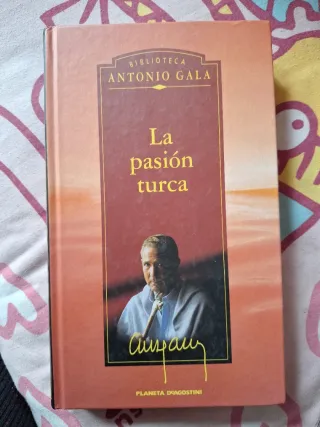 BIBLIOTECA
ANTONIO GALA
La
pasión
turca
PLANETA DEAGOSTINI